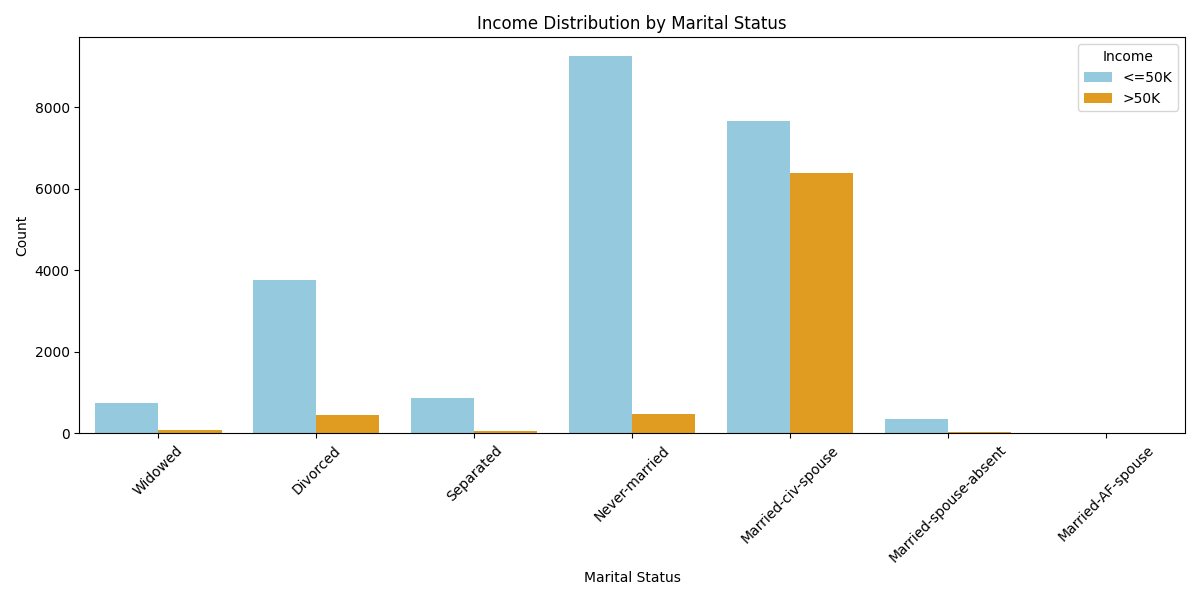 Income Distribution by Marital Status
Income
<=50K
>50K
8000
6000
4000
2000
0
Count
Widowed
Divorced
Separated
Never-married
Married-civ-spouse
Married-spouse-absent
Married-AF-spouse
Marital Status